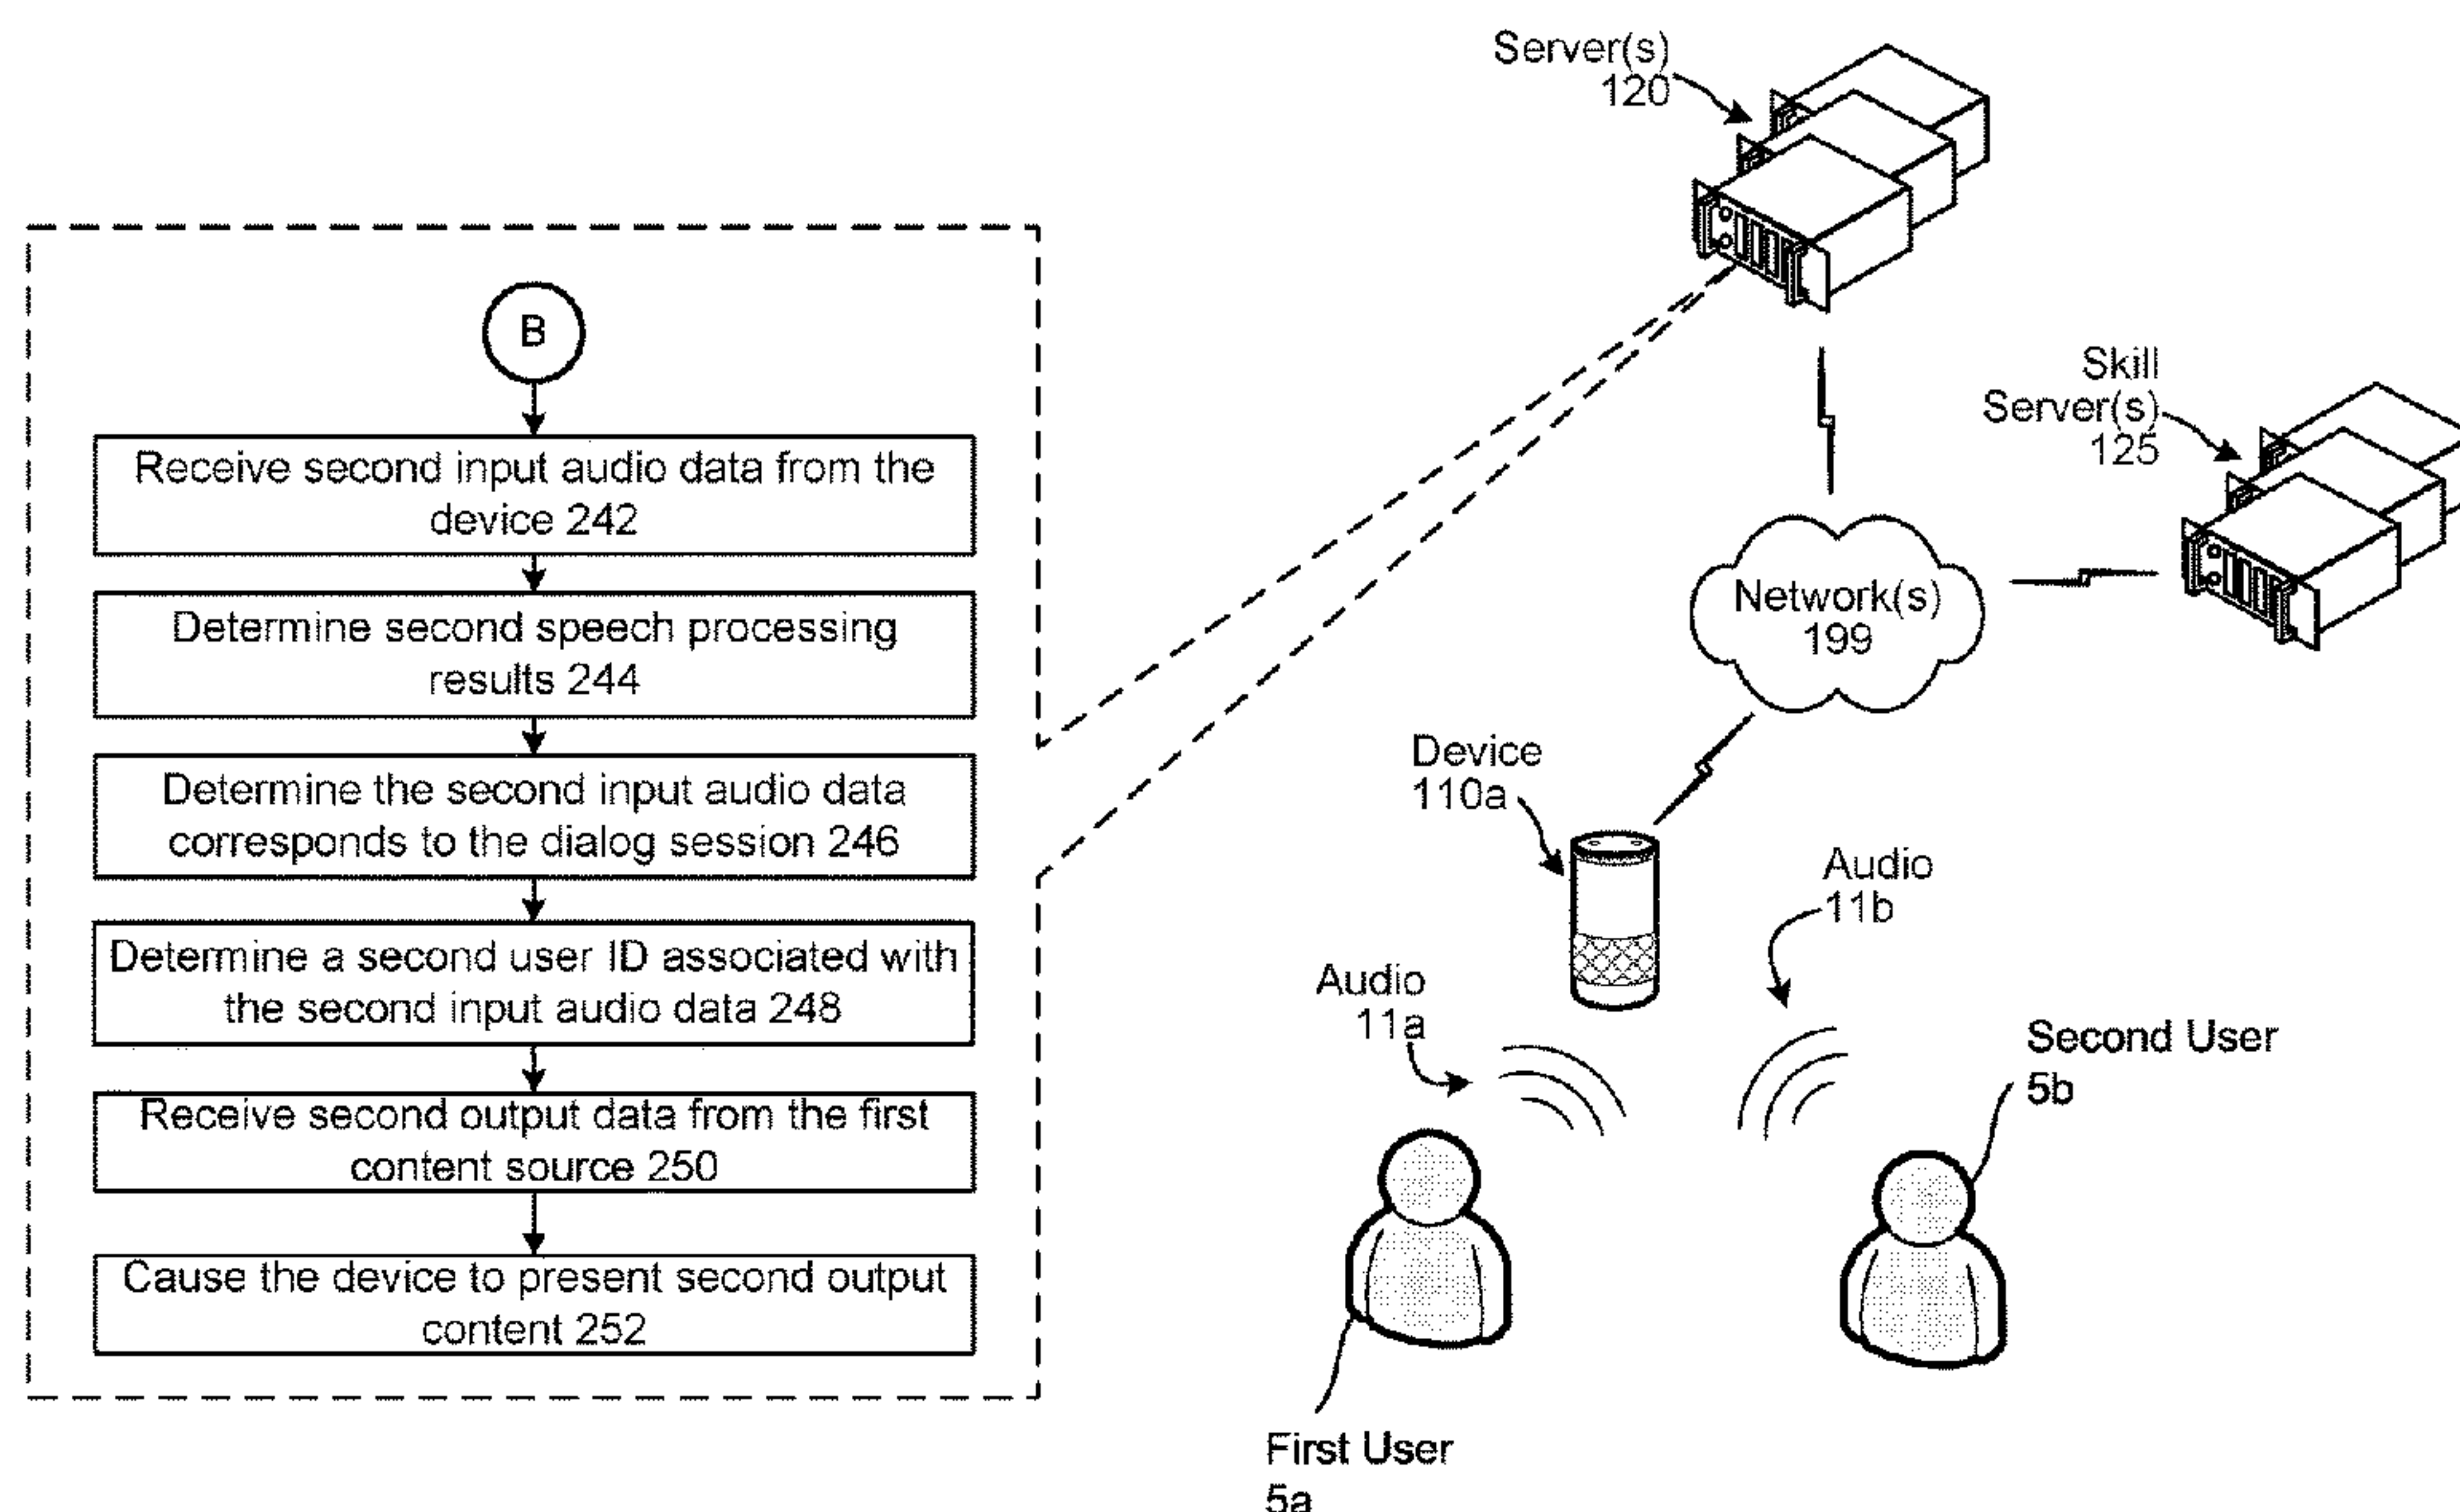 B
Receive second input audio data from the
device 242
Determine second speech processing
results 244
Determine the second input audio data
corresponds to the dialog session 246
Determine a second user ID associated with
the second input audio data 248
Receive second output data from the first
content source 250
Cause the device to present second output
content 252
Server(s)
120
Skill
Server(s)
125
Network(s)
199
Device
110a
Audio
11b
Audio
11a
Second User
5b
First User
5a